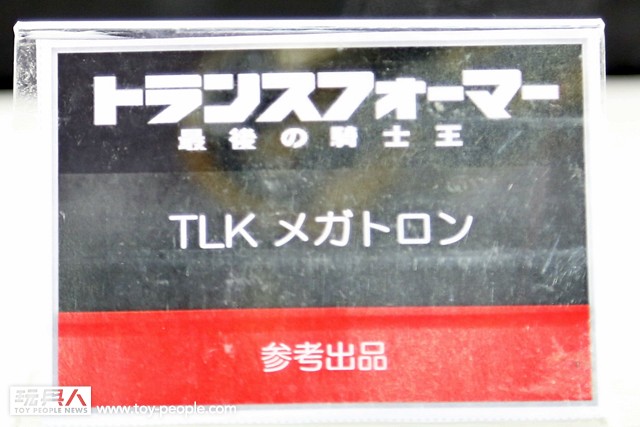 トランスフォーマー
最後の騎士王
TLK メガトロン
参考出品
玩具人
TOY PEOPLE NEWS
www.toy-people.com